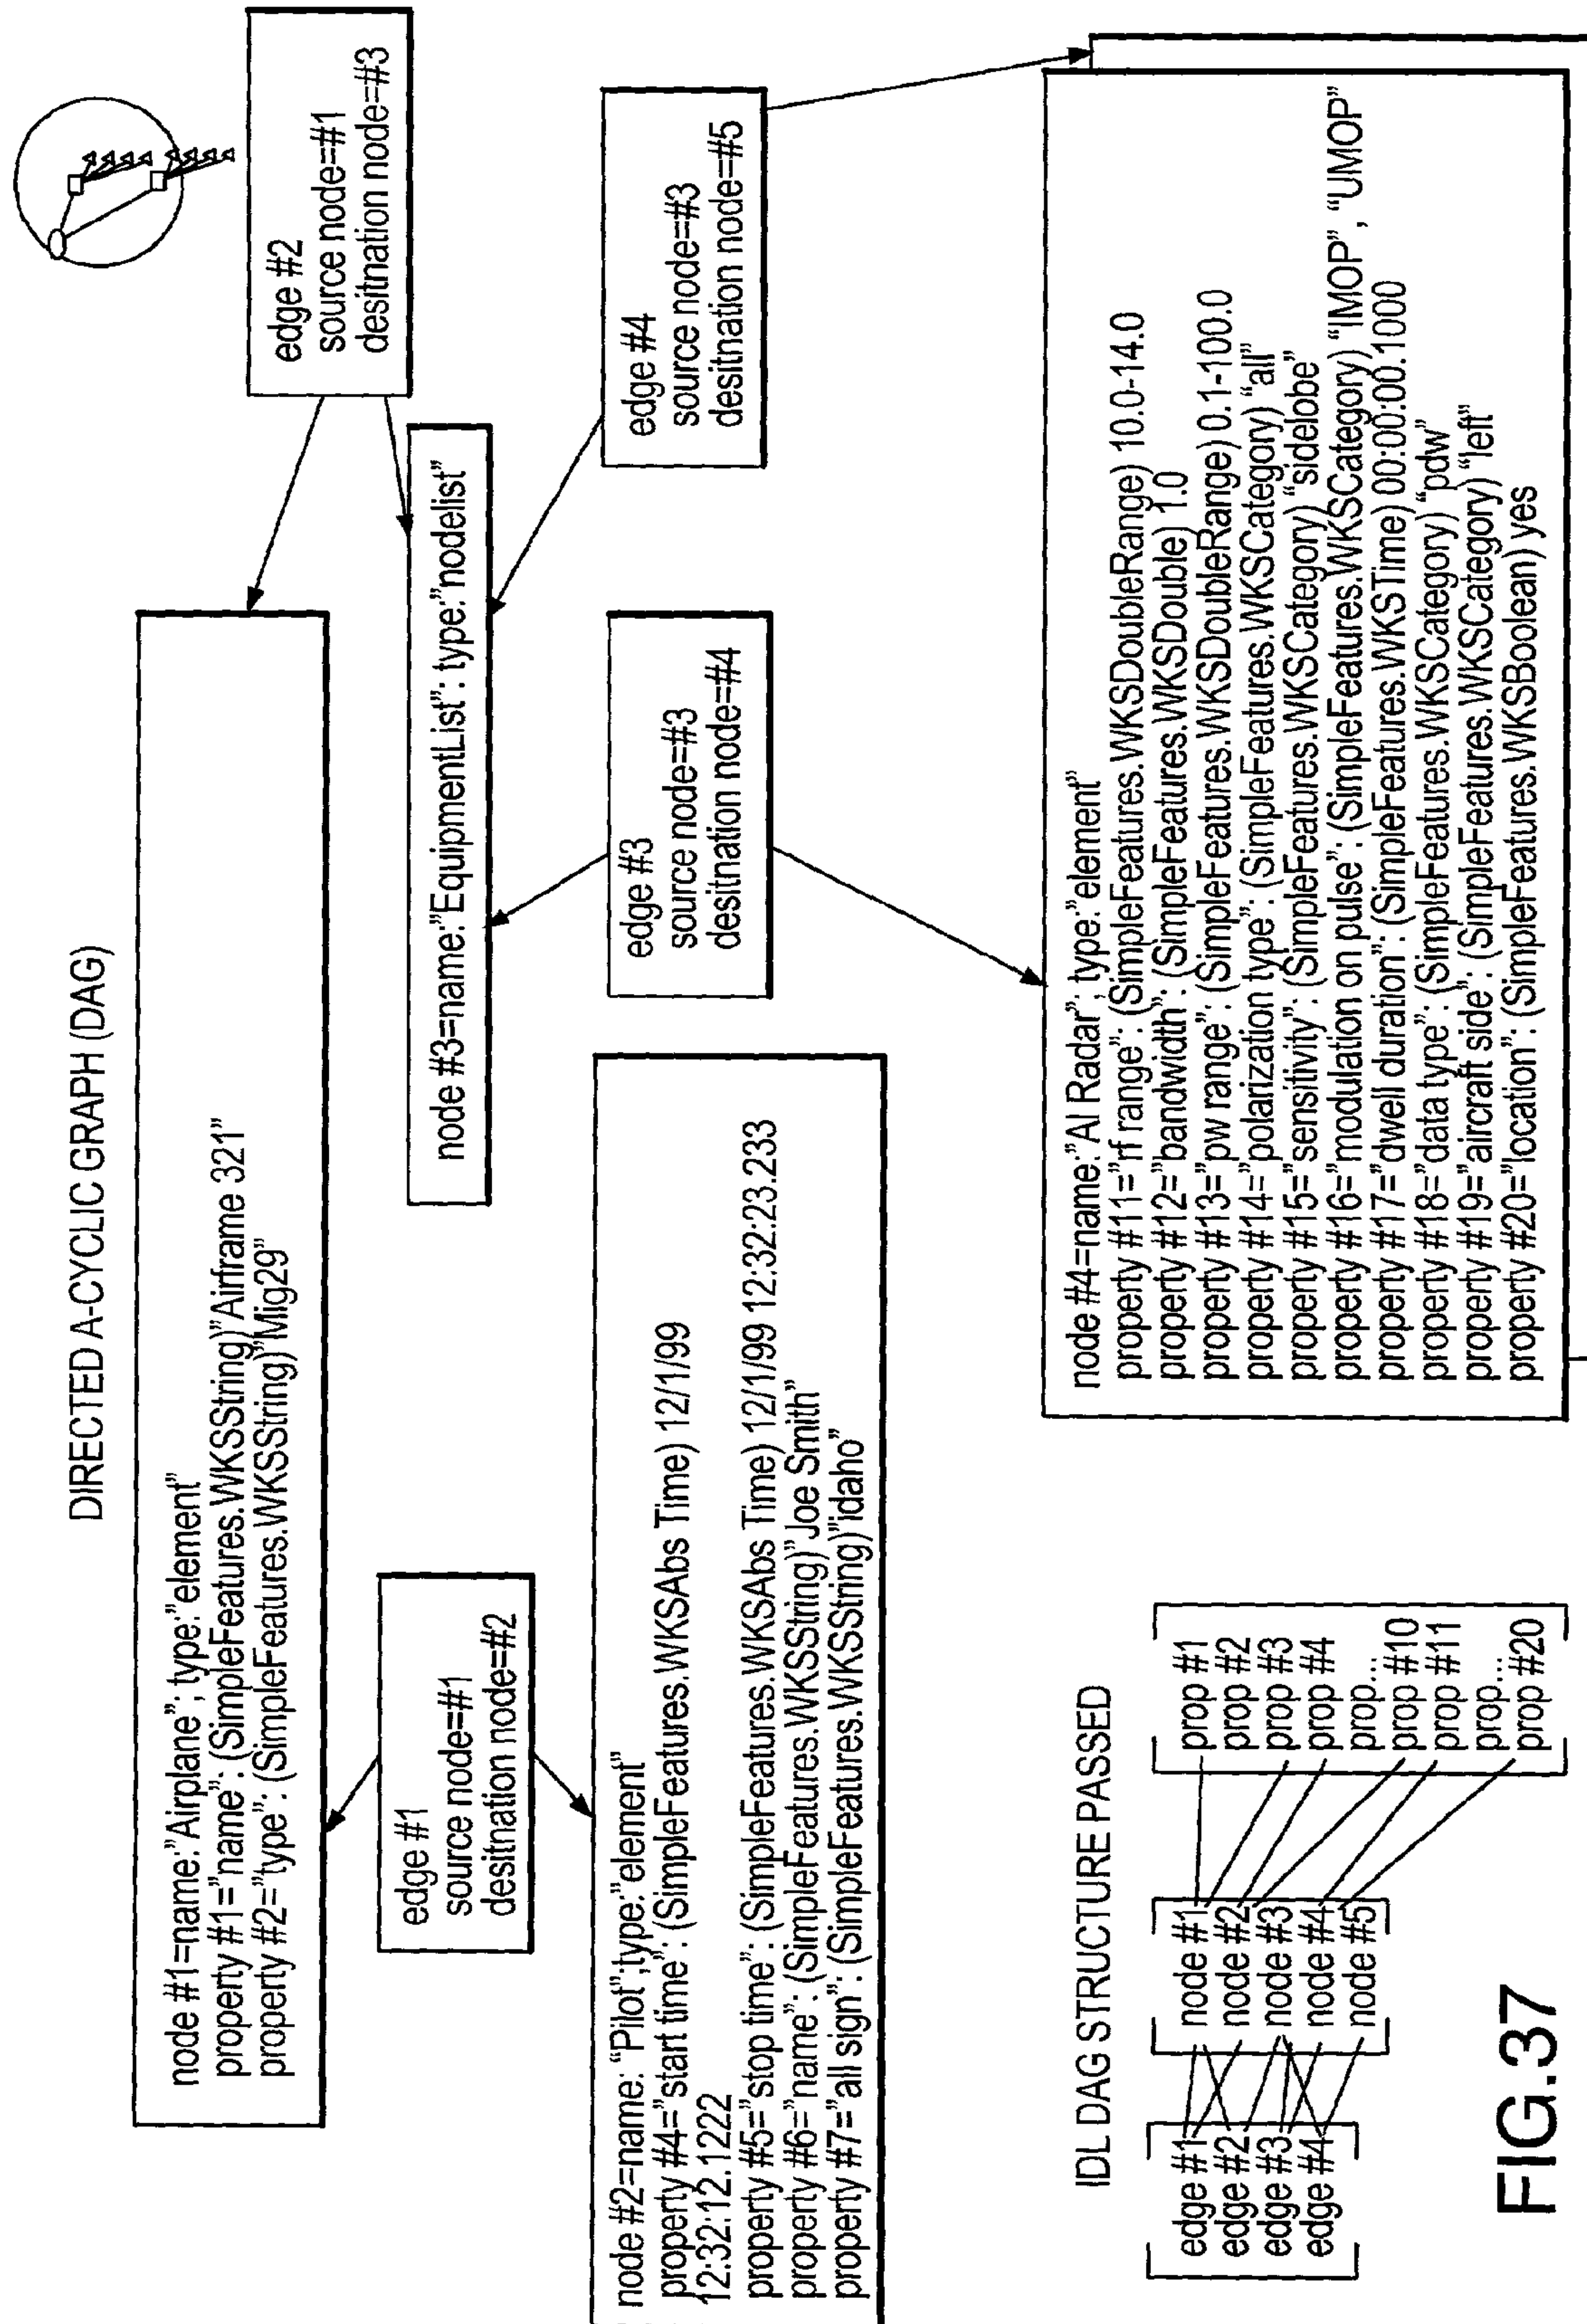 DIRECTED A-CYCLIC GRAPH (DAG)
node #1=name:”Airplane”; type:”element”
property #1=”name”: (SimpleFeatures.WKSString)”Airframe 321”
property #2=”type”: (SimpleFeatures.WKSString)”Mig29”
edge #2
source node=#1
desitnation node=#3
edge #1
source node=#1
desitnation node=#2
node #3=name:”EquipmentList”: type:”nodelist”
node #2=name: “Pilot”;type:”element”
property #4=”start time”: (SimpleFeatures.WKSAbs Time) 12/1/99
12:32:12.1222
property #5=”stop time”: (SimpleFeatures.WKSAbs Time) 12/1/99 12:32:23.233
property #6=”name”: (SimpleFeatures.WKSString)”Joe Smith”
property #7=”all sign”: (SimpleFeatures.WKSString)”idaho”
edge #3
source node=#3
desitnation node=#4
edge #4
source node=#3
desitnation node=#5
node #4=name:”AI Radar”; type:”element”
property #11=”rf range”: (SimpleFeatures.WKSDoubleRange) 10.0-14.0
property #12=”bandwidth”: (SimpleFeatures.WKSDouble) 1.0
property #13=”pw range”: (SimpleFeatures.WKSDoubleRange) 0.1-100.0
property #14=”polarization type”: (SimpleFeatures.WKSCategory) “all”
property #15=”sensitivity”: (SimpleFeatures.WKSCategory) “sidelobe”
property #16=”modulation on pulse”: (SimpleFeatures.WKSCategory) “IMOP”, “UMOP”
property #17=”dwell duration”: (SimpleFeatures.WKSTime) 00:00:00.1000
property #18=”data type”: (SimpleFeatures.WKSCategory) “pdw”
property #19=”aircraft side”: (SimpleFeatures.WKSCategory) “left”
property #20=”location”: (SimpleFeatures.WKSBoolean) yes
IDL DAG STRUCTURE PASSED
edge #1
edge #2
edge #3
edge #4
node #1
node #2
node #3
node #4
node #5
prop #1
prop #2
prop #3
prop #4
prop...
prop #10
prop #11
prop...
prop #20
FIG.37